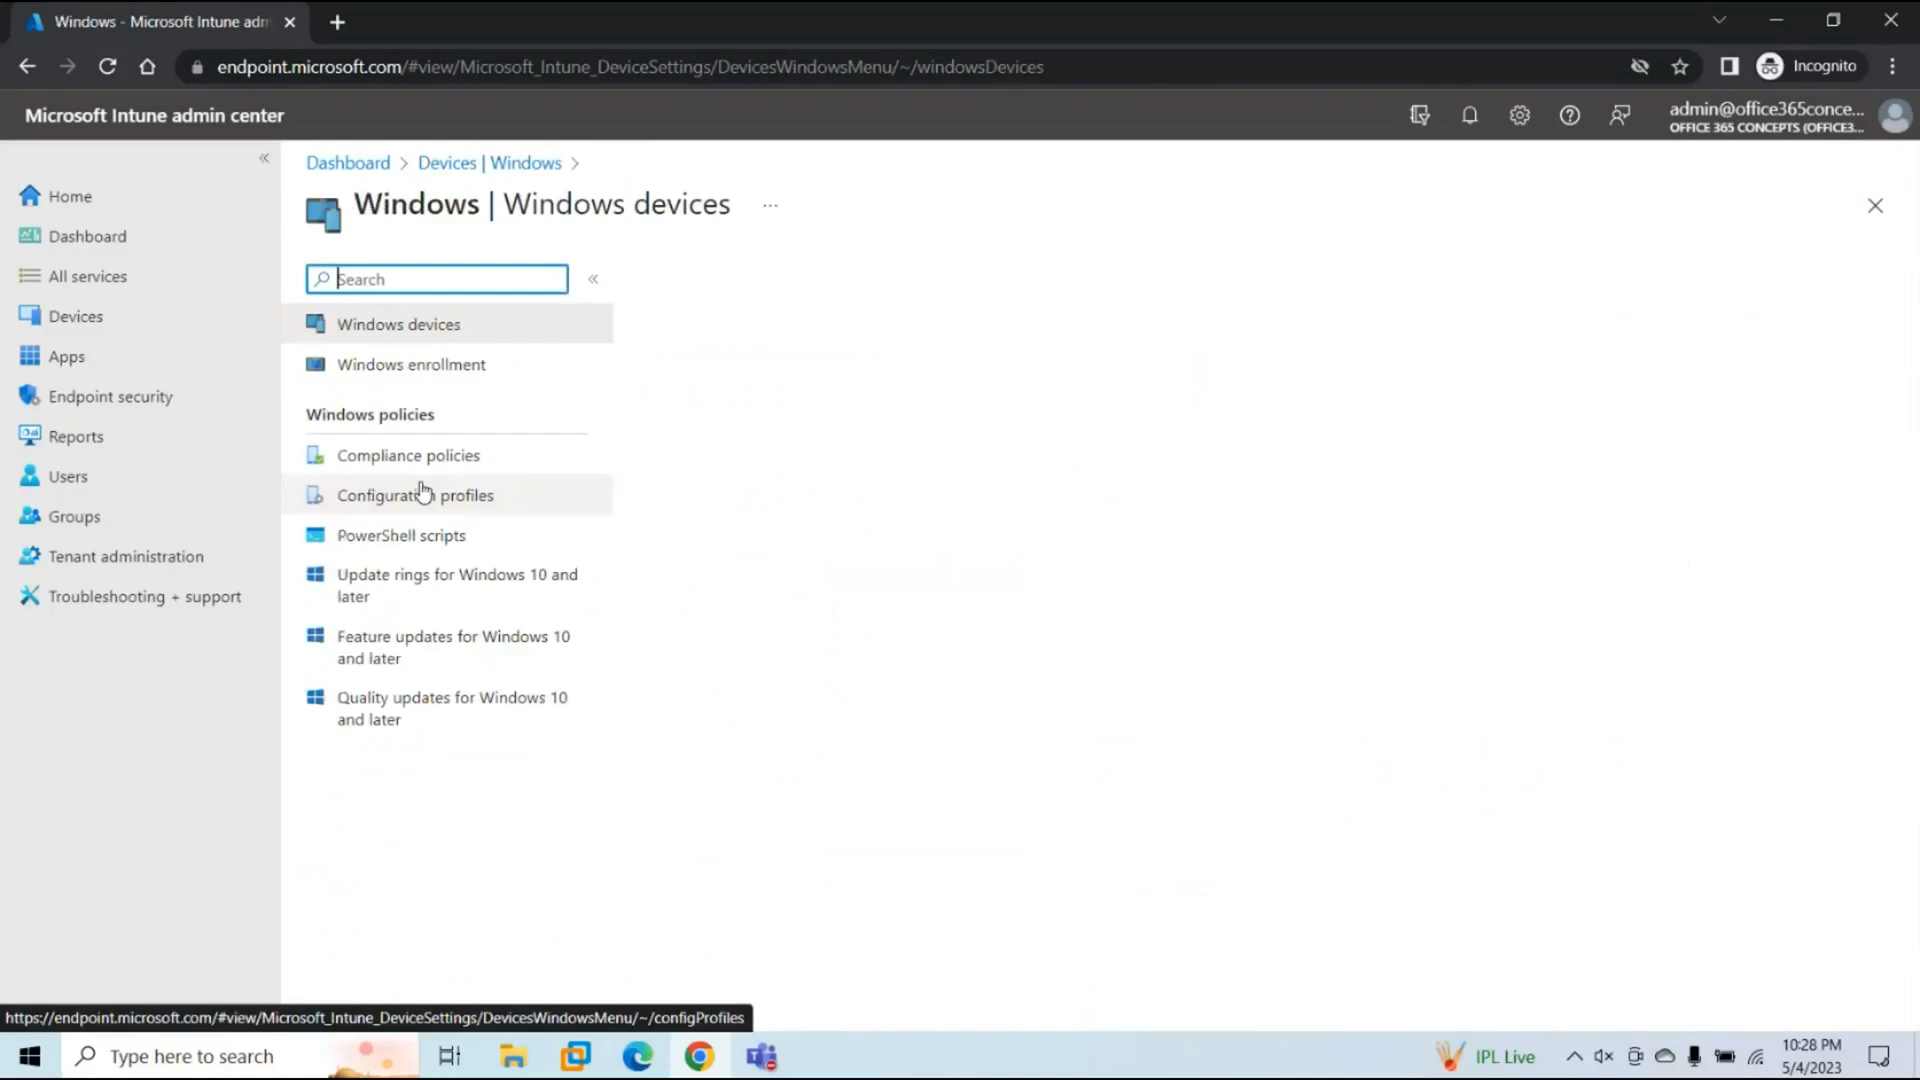 Windows - Microsoft Intune adm
endpoint.microsoft.com/#view/Microsoft_Intune_DeviceSettings/DevicesWindowsMenu/~/windowsDevices
Incognito
Microsoft Intune admin center
admin@office365conce...
OFFICE 365 CONCEPTS (OFFICE3...
Dashboard > Devices | Windows >
Windows | Windows devices ...
Home
Dashboard
All services
Devices
Apps
Endpoint security
Reports
Users
Groups
Tenant administration
Troubleshooting + support
Search
Windows devices
Windows enrollment
Windows policies
Compliance policies
Configuration profiles
PowerShell scripts
Update rings for Windows 10 and
later
Feature updates for Windows 10
and later
Quality updates for Windows 10
and later
https://endpoint.microsoft.com/#view/Microsoft_Intune_DeviceSettings/DevicesWindowsMenu/~/configProfiles
Type here to search
IPL Live
10:28 PM
5/4/2023